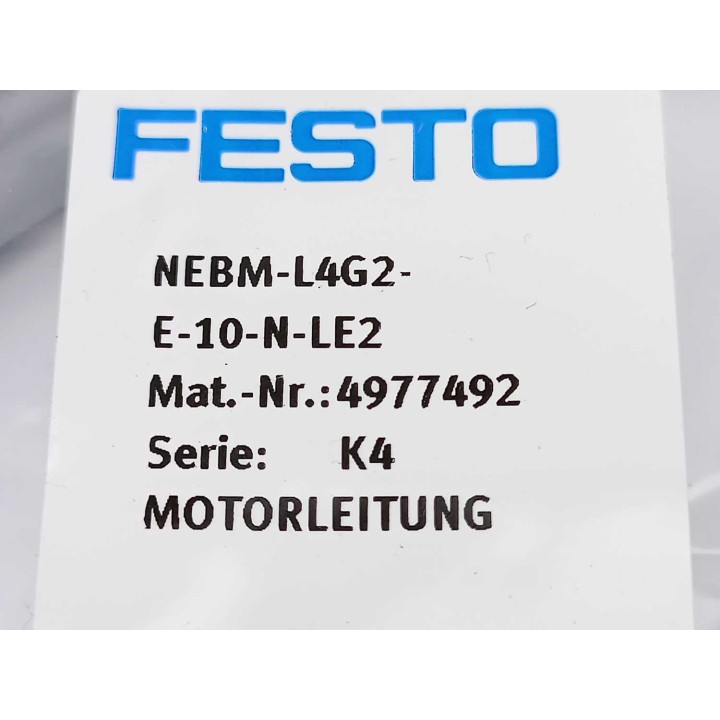 FESTO
NEBM-L4G2-
E-10-N-LE2
Mat.-Nr.:4977492
Serie: K4
MOTORLEITUNG